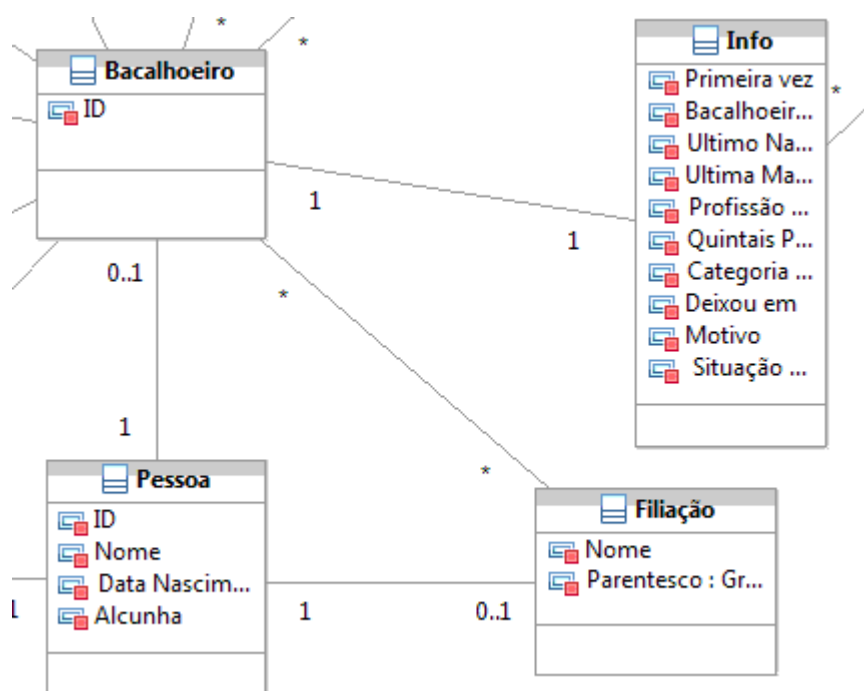 *
*
Bacalhoeiro
ID
Info
Primeira vez
Bacalhoeir...
Ultimo Na...
Ultima Ma...
Profissão ...
Quintais P...
Categoria ...
Deixou em
Motivo
Situação ...
*
1
1
0..1
*
1
*
Pessoa
ID
Nome
Data Nascim...
Alcunha
Filiação
Nome
Parentesco : Gr...
1
1
0..1